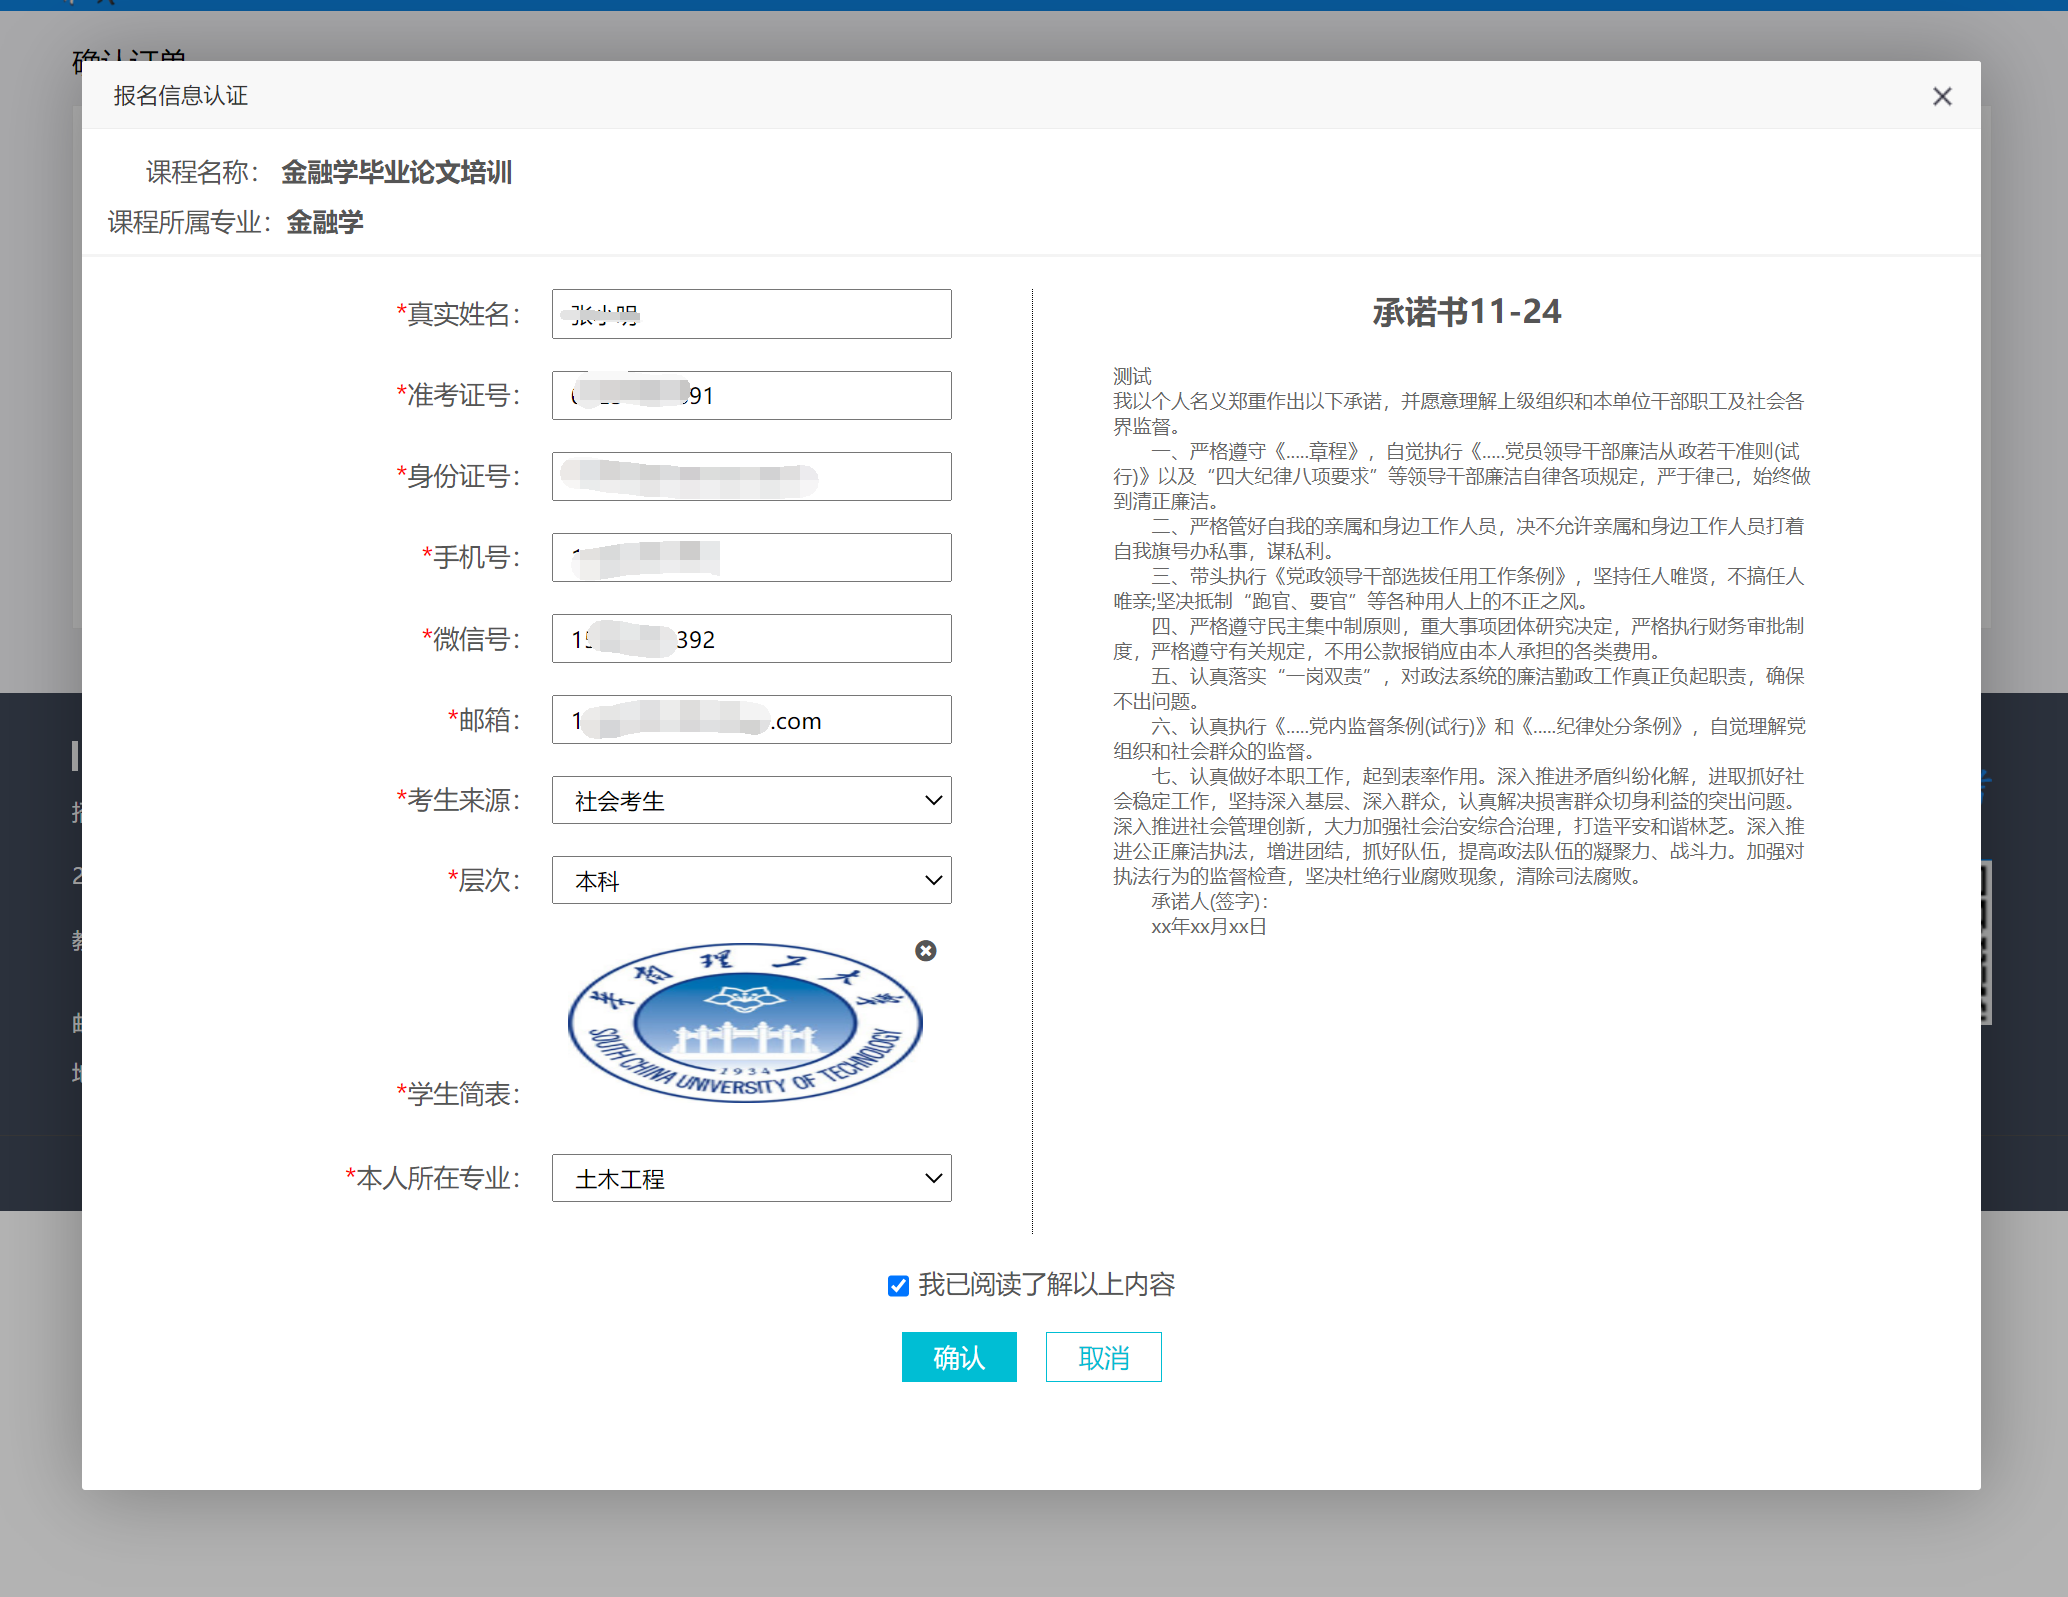 确认订单
报名信息认证
课程名称： 金融学毕业论文培训
课程所属专业：金融学
*真实姓名：
*准考证号： 91
*身份证号：
*手机号：
*微信号： 15 392
*邮箱： 1 .com
*考生来源： 社会考生
*层次： 本科
华南理工大学
SOUTH CHINA UNIVERSITY OF TECHNOLOGY
1934
*学生简表：
*本人所在专业： 土木工程
承诺书11-24
测试
我以个人名义郑重作出以下承诺，并愿意理解上级组织和本单位干部职工及社会各
界监督。
一、严格遵守《.....章程》，自觉执行《.....党员领导干部廉洁从政若干准则(试
行)》以及“四大纪律八项要求”等领导干部廉洁自律各项规定，严于律己，始终做
到清正廉洁。
二、严格管好自我的亲属和身边工作人员，决不允许亲属和身边工作人员打着
自我旗号办私事，谋私利。
三、带头执行《党政领导干部选拔任用工作条例》，坚持任人唯贤，不搞任人
唯亲;坚决抵制“跑官、要官”等各种用人上的不正之风。
四、严格遵守民主集中制原则，重大事项团体研究决定，严格执行财务审批制
度，严格遵守有关规定，不用公款报销应由本人承担的各类费用。
五、认真落实“一岗双责”，对政法系统的廉洁勤政工作真正负起职责，确保
不出问题。
六、认真执行《.....党内监督条例(试行)》和《.....纪律处分条例》，自觉理解党
组织和社会群众的监督。
七、认真做好本职工作，起到表率作用。深入推进矛盾纠纷化解，进取抓好社
会稳定工作，坚持深入基层、深入群众，认真解决损害群众切身利益的突出问题。
深入推进社会管理创新，大力加强社会治安综合治理，打造平安和谐林芝。深入推
进公正廉洁执法，增进团结，抓好队伍，提高政法队伍的凝聚力、战斗力。加强对
执法行为的监督检查，坚决杜绝行业腐败现象，清除司法腐败。
承诺人(签字)：
xx年xx月xx日
我已阅读了解以上内容
确认
取消